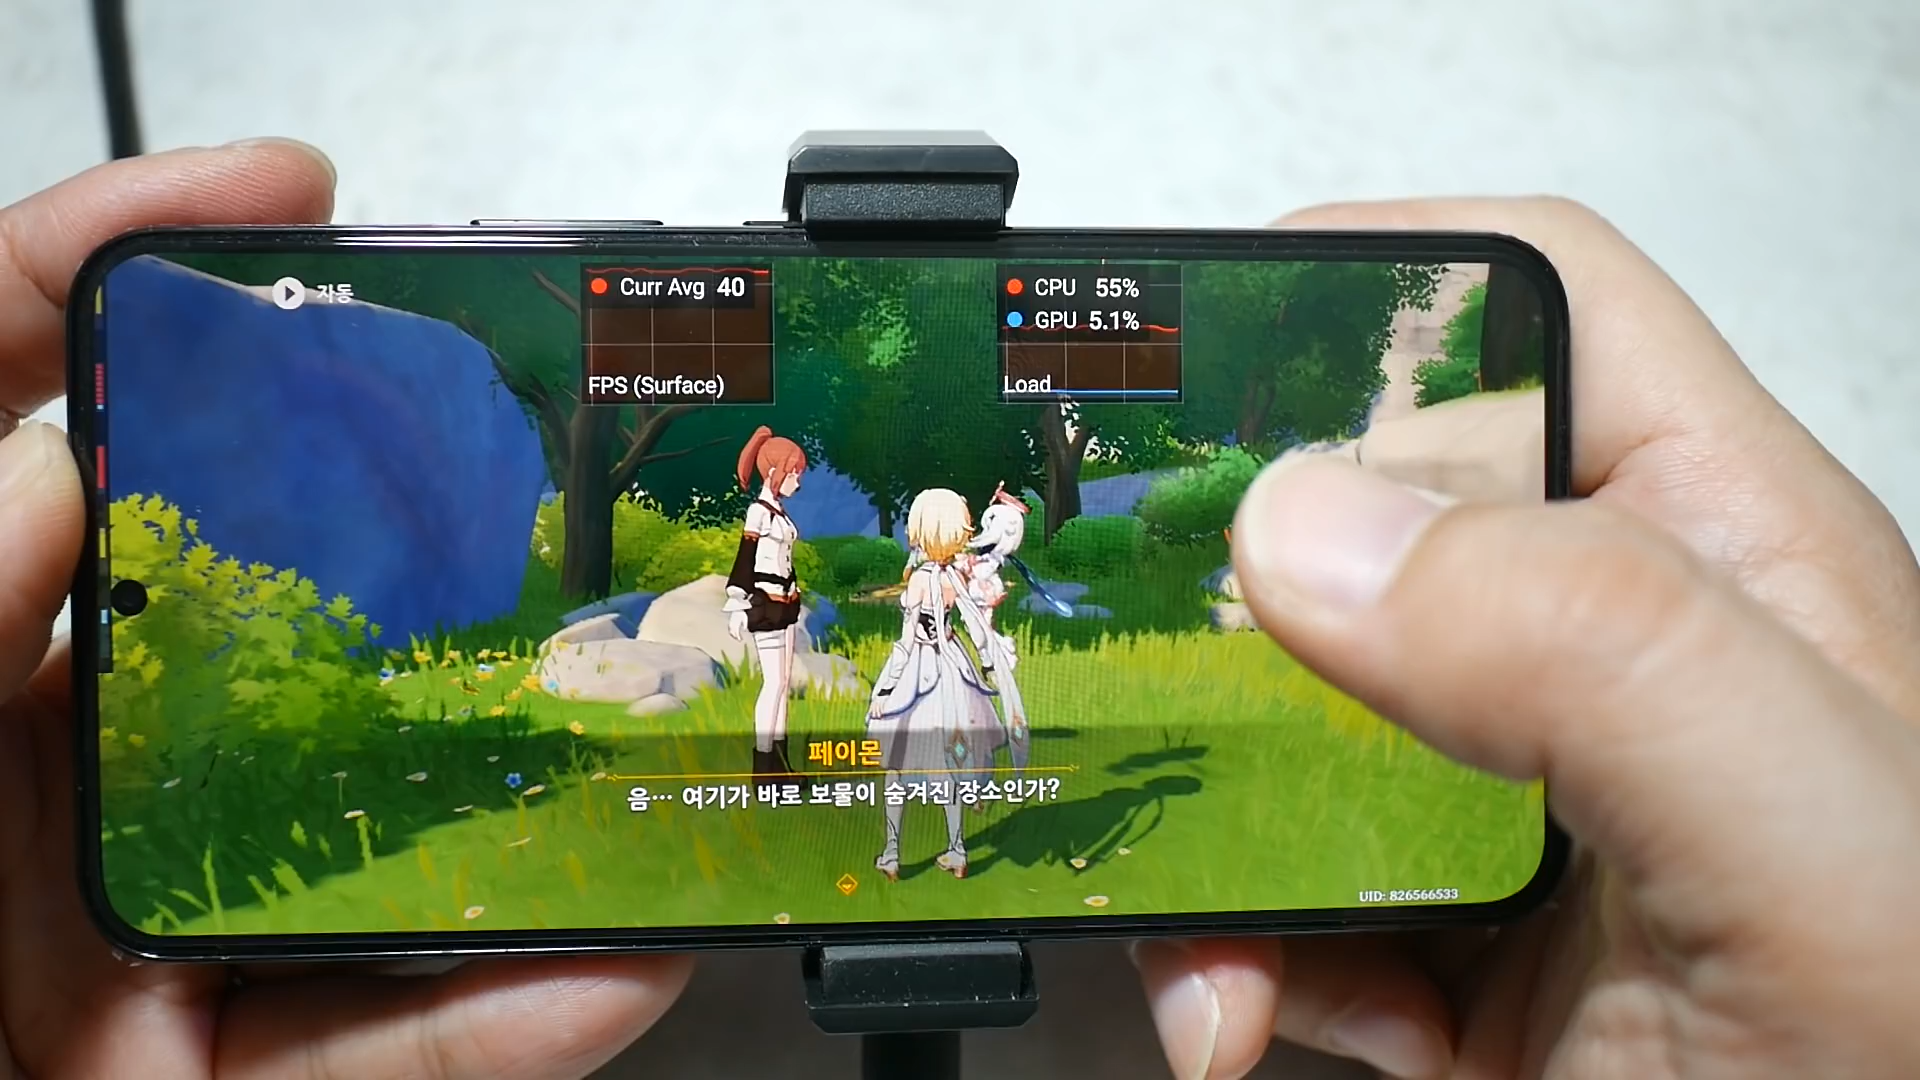 자동
Curr Avg 40
FPS (Surface)
CPU 55%
GPU 5.1%
Load
페이몬
음… 여기가 바로 보물이 숨겨진 장소인가?
UID: 826566533